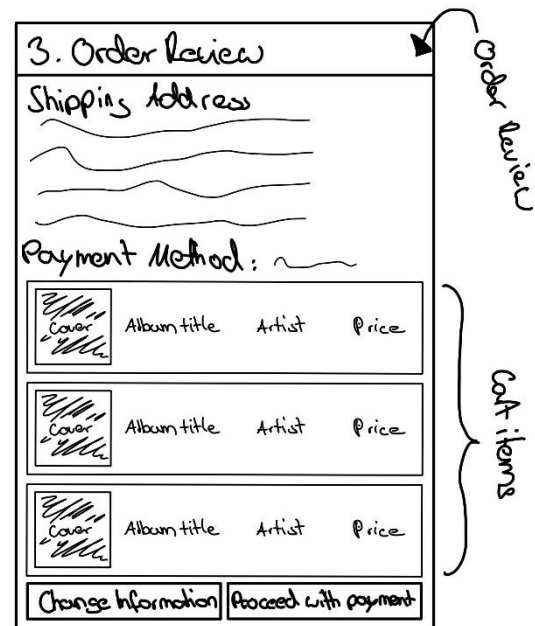 3. Order Review
Shipping Address
Payment Method:
Cover Album title Artist Price
Cover Album title Artist Price
Cover Album title Artist Price
Change Information Proceed with payment
Order Review
Cart items